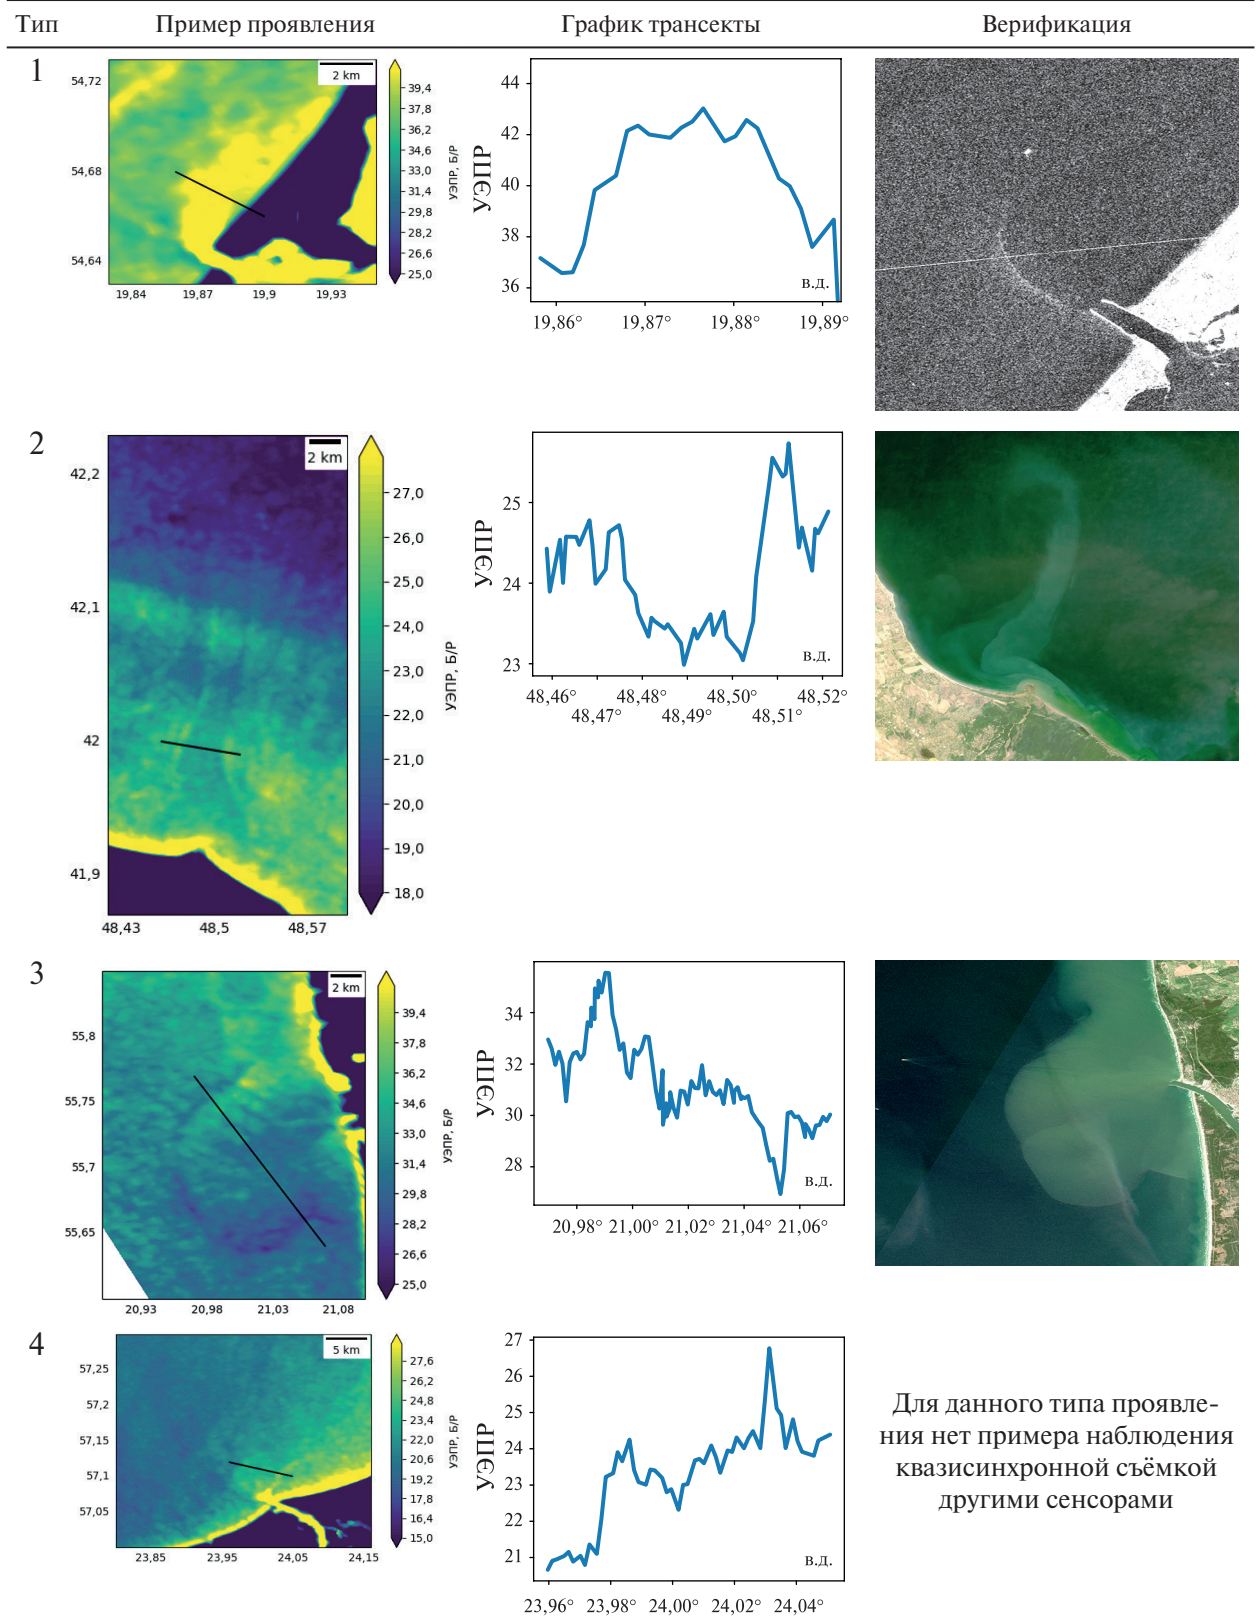 Тип Пример проявления График трансекты Верификация
1
2 km
54,72
54,68
54,64
19,84 19,87 19,9 19,93
39,4
37,8
36,2
34,6
33,0
31,4
29,8
28,2
26,6
25,0
УЭПР, Б/Р
УЭПР
44
42
40
38
36
в.д.
19,86° 19,87° 19,88° 19,89°
2
2 km
42,2
42,1
42
41,9
48,43 48,5 48,57
27,0
26,0
25,0
24,0
23,0
22,0
21,0
20,0
19,0
18,0
УЭПР, Б/Р
УЭПР
25
24
23
в.д.
48,46° 48,48° 48,50° 48,52°
48,47° 48,49° 48,51°
3
2 km
55,8
55,75
55,7
55,65
20,93 20,98 21,03 21,08
39,4
37,8
36,2
34,6
33,0
31,4
29,8
28,2
26,6
25,0
УЭПР, Б/Р
УЭПР
34
32
30
28
в.д.
20,98° 21,00° 21,02° 21,04° 21,06°
4
5 km
57,25
57,2
57,15
57,1
57,05
23,85 23,95 24,05 24,15
27,6
26,2
24,8
23,4
22,0
20,6
19,2
17,8
16,4
15,0
УЭПР, Б/Р
УЭПР
27
26
25
24
23
22
21
в.д.
23,96° 23,98° 24,00° 24,02° 24,04°
Для данного типа проявле-
ния нет примера наблюдения
квазисинхронной съёмкой
другими сенсорами